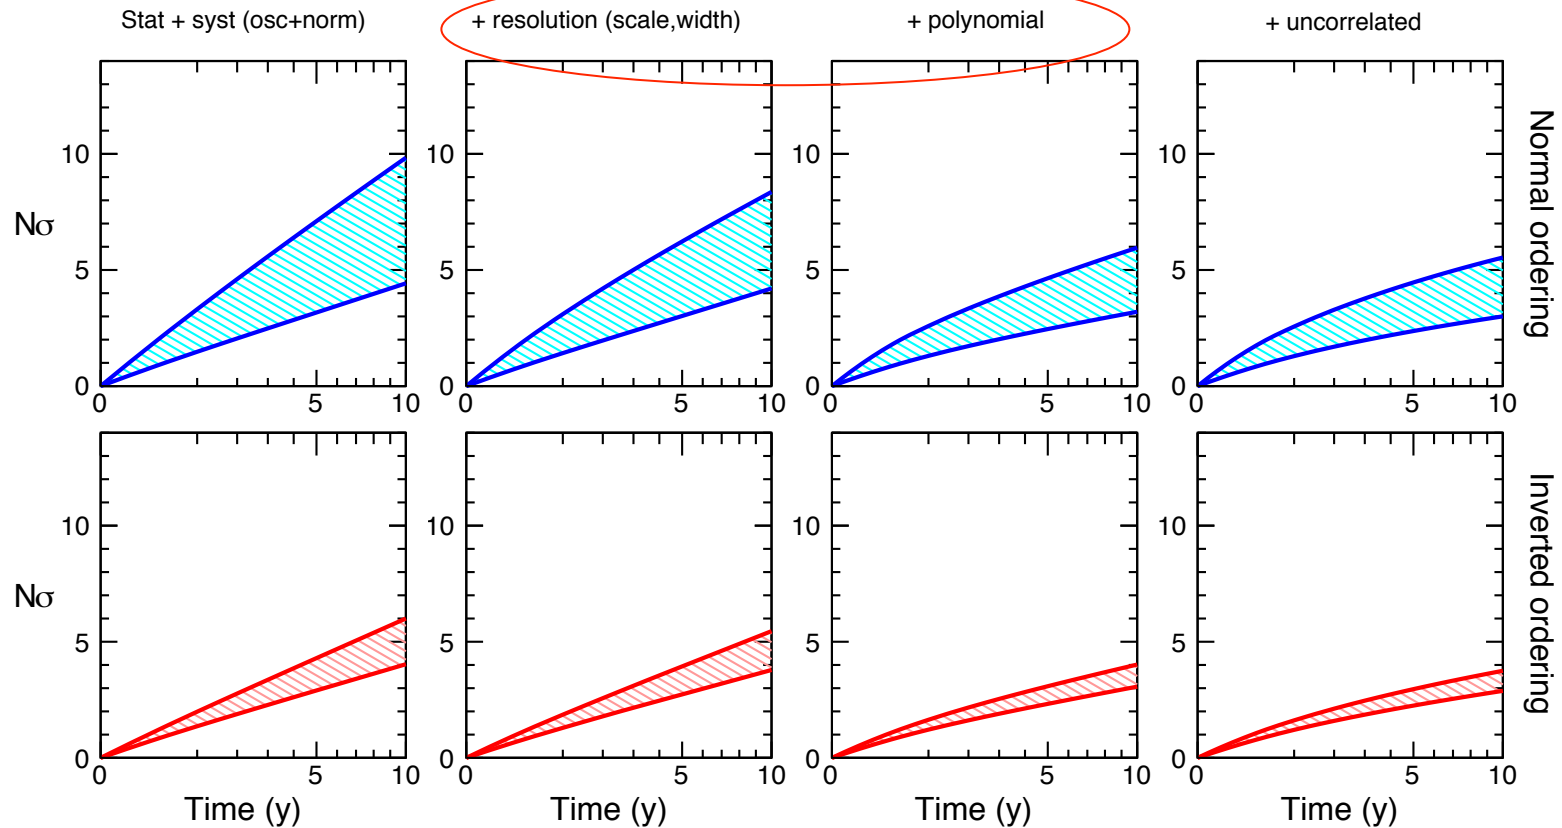 Stat + syst (osc+norm) + resolution (scale,width) + polynomial + uncorrelated
10 10 10 10
Nσ 5 5 5 5 Normal ordering
0 0 0 0
0 5 10 0 5 10 0 5 10 0 5 10
10 10 10 10
Nσ 5 5 5 5 Inverted ordering
0 0 0 0
0 5 10 0 5 10 0 5 10 0 5 10
Time (y) Time (y) Time (y) Time (y)